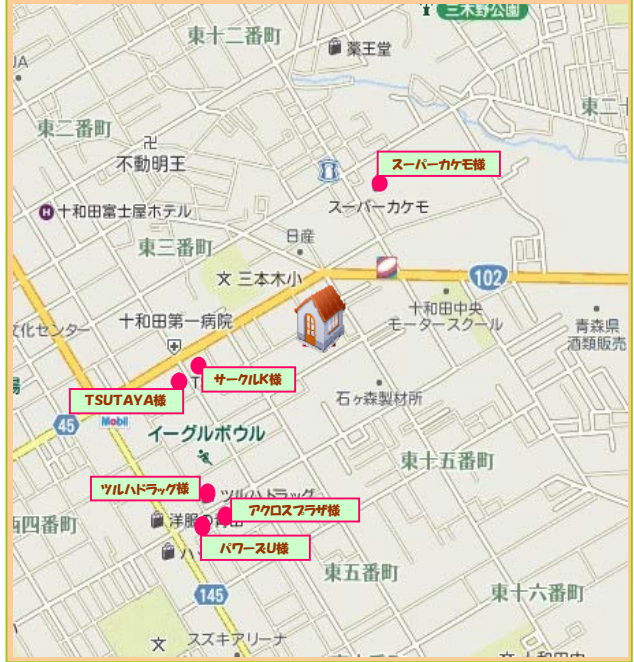 三木野公園
東十二番町
薬王堂
東二番町
卍
不動明王
スーパーカケモ様
スーパーカケモ
H 十和田富士屋ホテル
日産
東三番町
文 三本木小
102
十和田中央
モータースクール
青森県
酒類販売
文化センター
十和田第一病院
サークルK様
TSUTAYA様
石ヶ森製材所
45
Mobil
イーグルボウル
東十五番町
ツルハドラッグ様
ツルハドラッグ
アクロスプラザ様
西四番町
パワーズU様
東五番町
145
東十六番町
文
スズキアリーナ
文